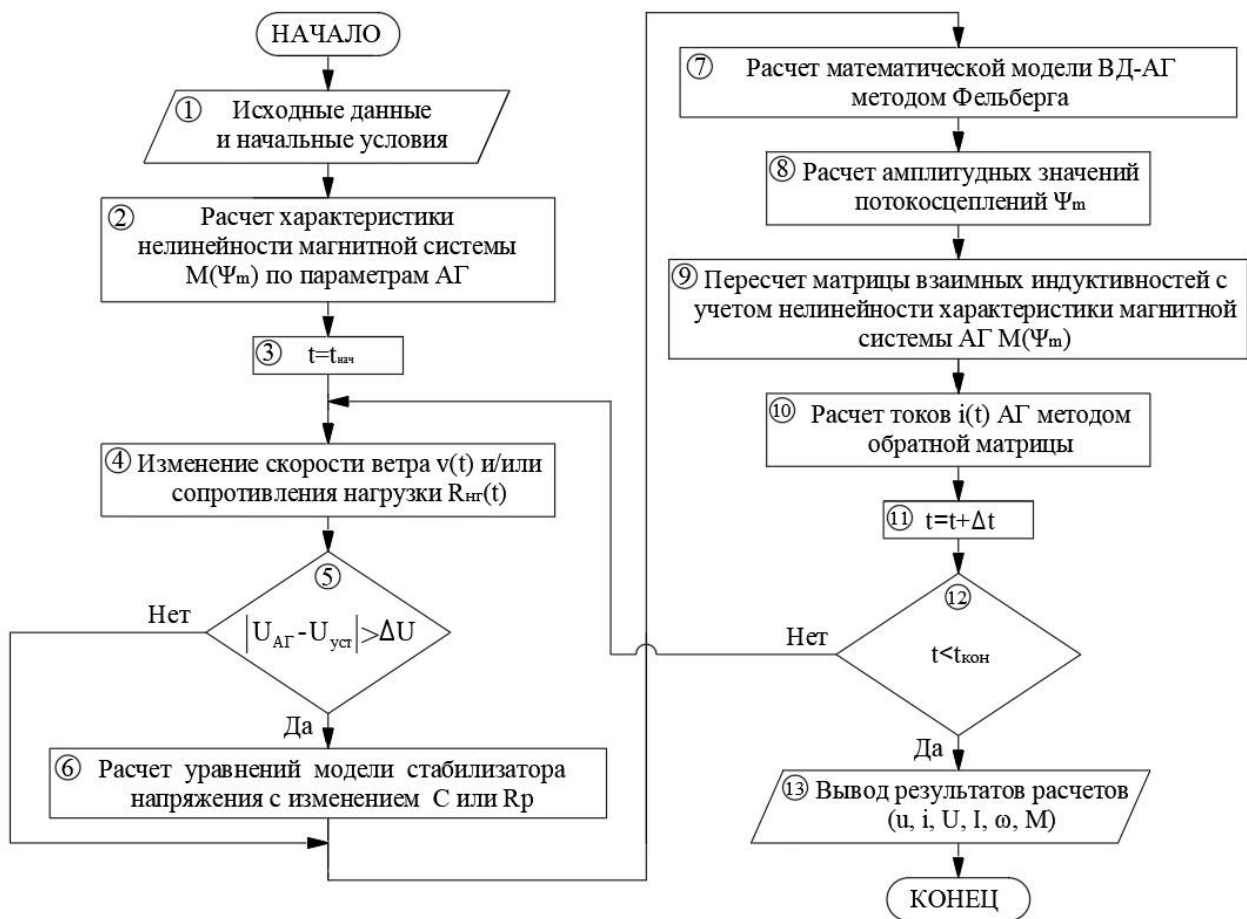 НАЧАЛО
① Исходные данные
и начальные условия
② Расчет характеристики
нелинейности магнитной системы
M(Ψm) по параметрам АГ
③ t=tнач
④ Изменение скорости ветра v(t) и/или
сопротивления нагрузки Rнг(t)
⑤
|UАГ-Uуст|>ΔU
Нет
Да
⑥ Расчет уравнений модели стабилизатора
напряжения с изменением C или Rp
⑦ Расчет математической модели ВД-АГ
методом Фельберга
⑧ Расчет амплитудных значений
потокосцеплений Ψm
⑨ Пересчет матрицы взаимных индуктивностей с
учетом нелинейности характеристики магнитной
системы АГ M(Ψm)
⑩ Расчет токов i(t) АГ методом
обратной матрицы
⑪ t=t+Δt
⑫
t<tкон
Нет
Да
⑬ Вывод результатов расчетов
(u, i, U, I, ω, M)
КОНЕЦ